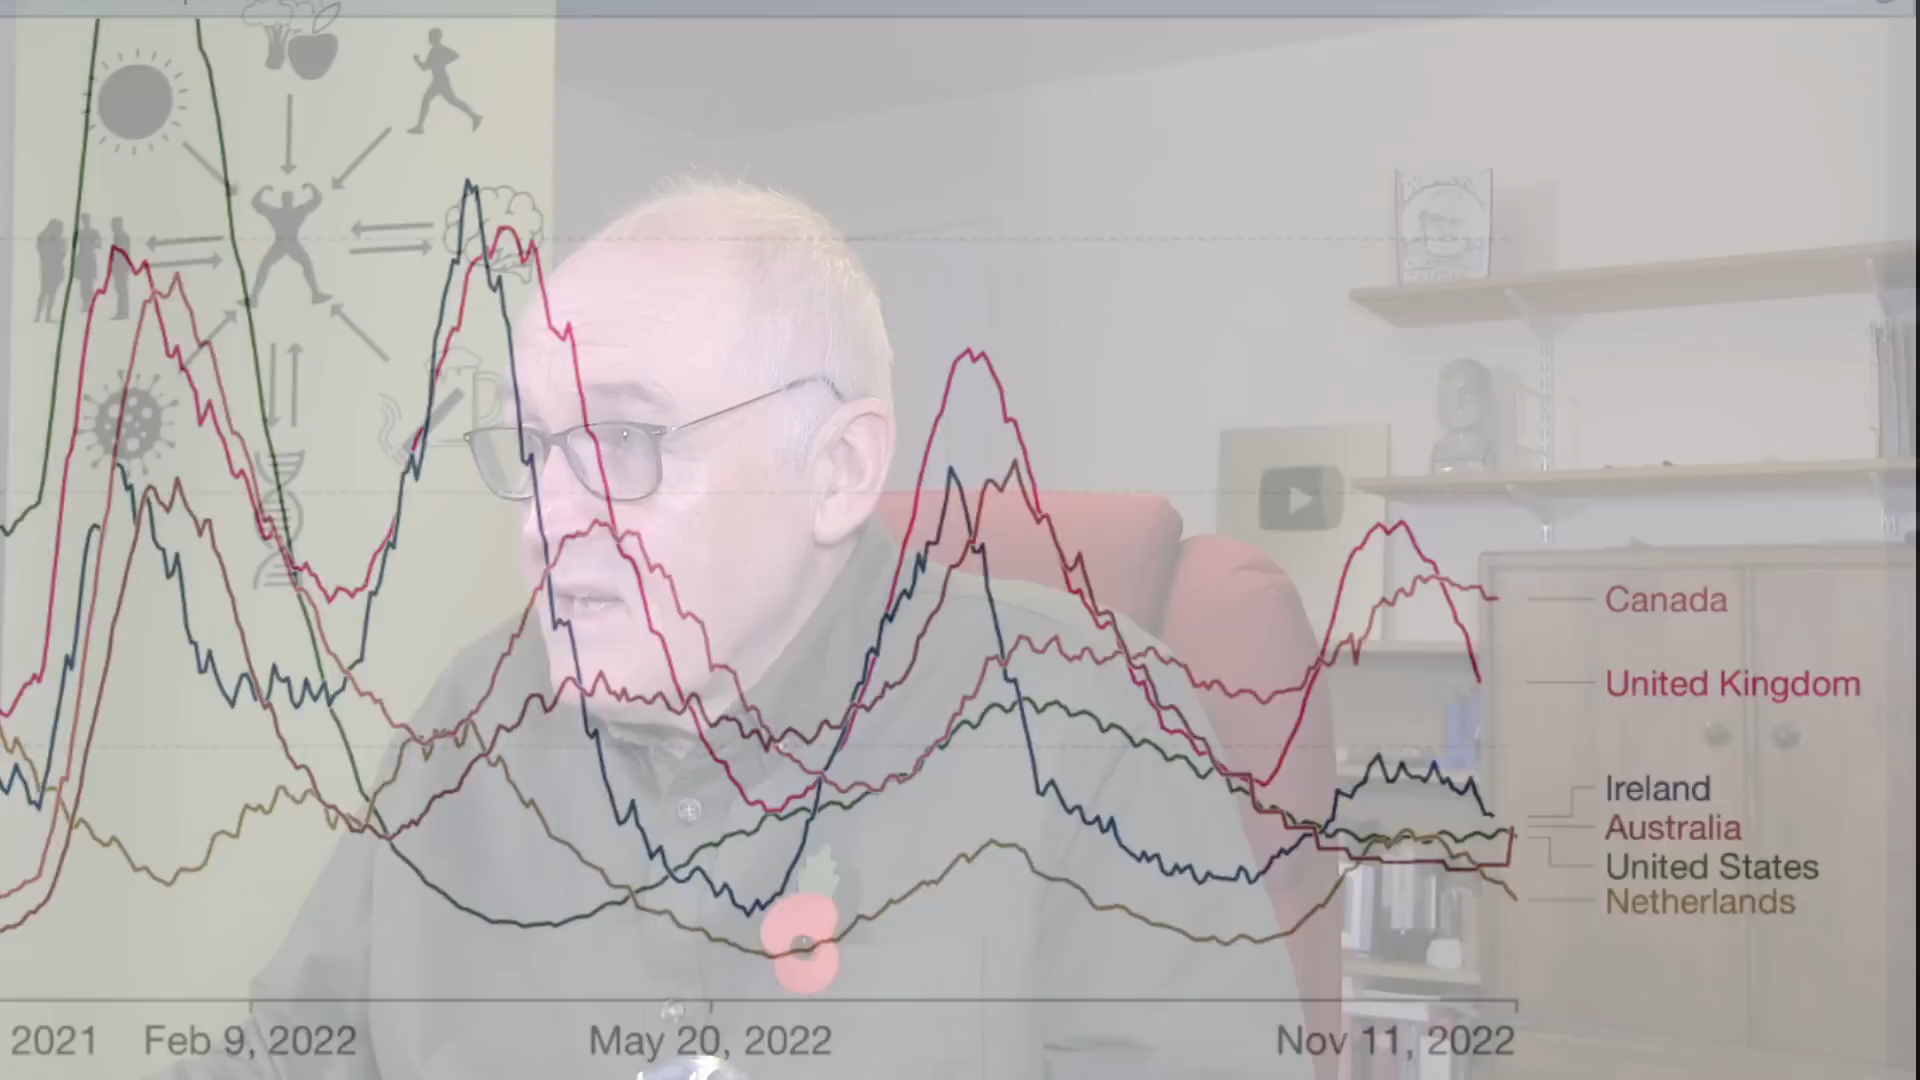 Canada
United Kingdom
Ireland
Australia
United States
Netherlands
2021
Feb 9, 2022
May 20, 2022
Nov 11, 2022